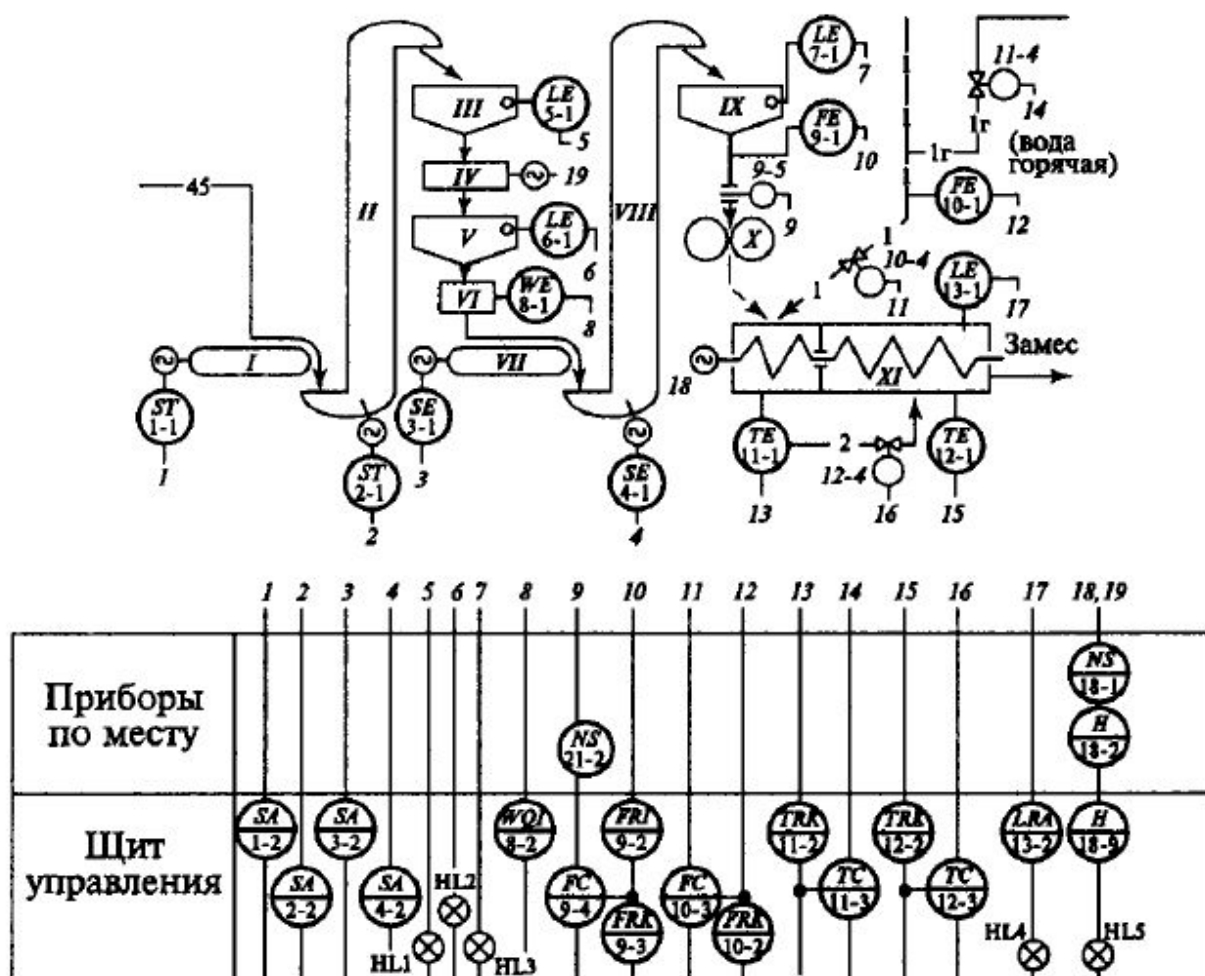 LE
7-1
7
11-4
14
1г
(вода
горячая)
1
1г
III
LE
5-1
5
IX
FE
9-1
10
45
II
IV
19
VIII
9-5
9
FE
10-1
12
V
LE
6-1
6
X
1
10-4
11
LE
13-1
17
VI
WE
8-1
8
1
I
VII
18
XI
Замес
ST
1-1
1
SE
3-1
3
TE
11-1
2
12-4
TE
12-1
ST
2-1
2
SE
4-1
4
13
16
15
1 2 3 4 5 6 7 8 9 10 11 12 13 14 15 16 17 18, 19
Приборы
по месту
NS
21-2
NS
18-1
H
18-2
Щит
управления
SA
1-2
SA
3-2
WQI
8-2
FRI
9-2
TRK
11-2
TRK
12-2
LRA
13-2
H
18-9
SA
2-2
SA
4-2
HL2
FC
9-4
FC
10-3
TC
11-3
TC
12-3
HL1
HL3
FRK
9-3
FRK
10-2
HL4
HL5